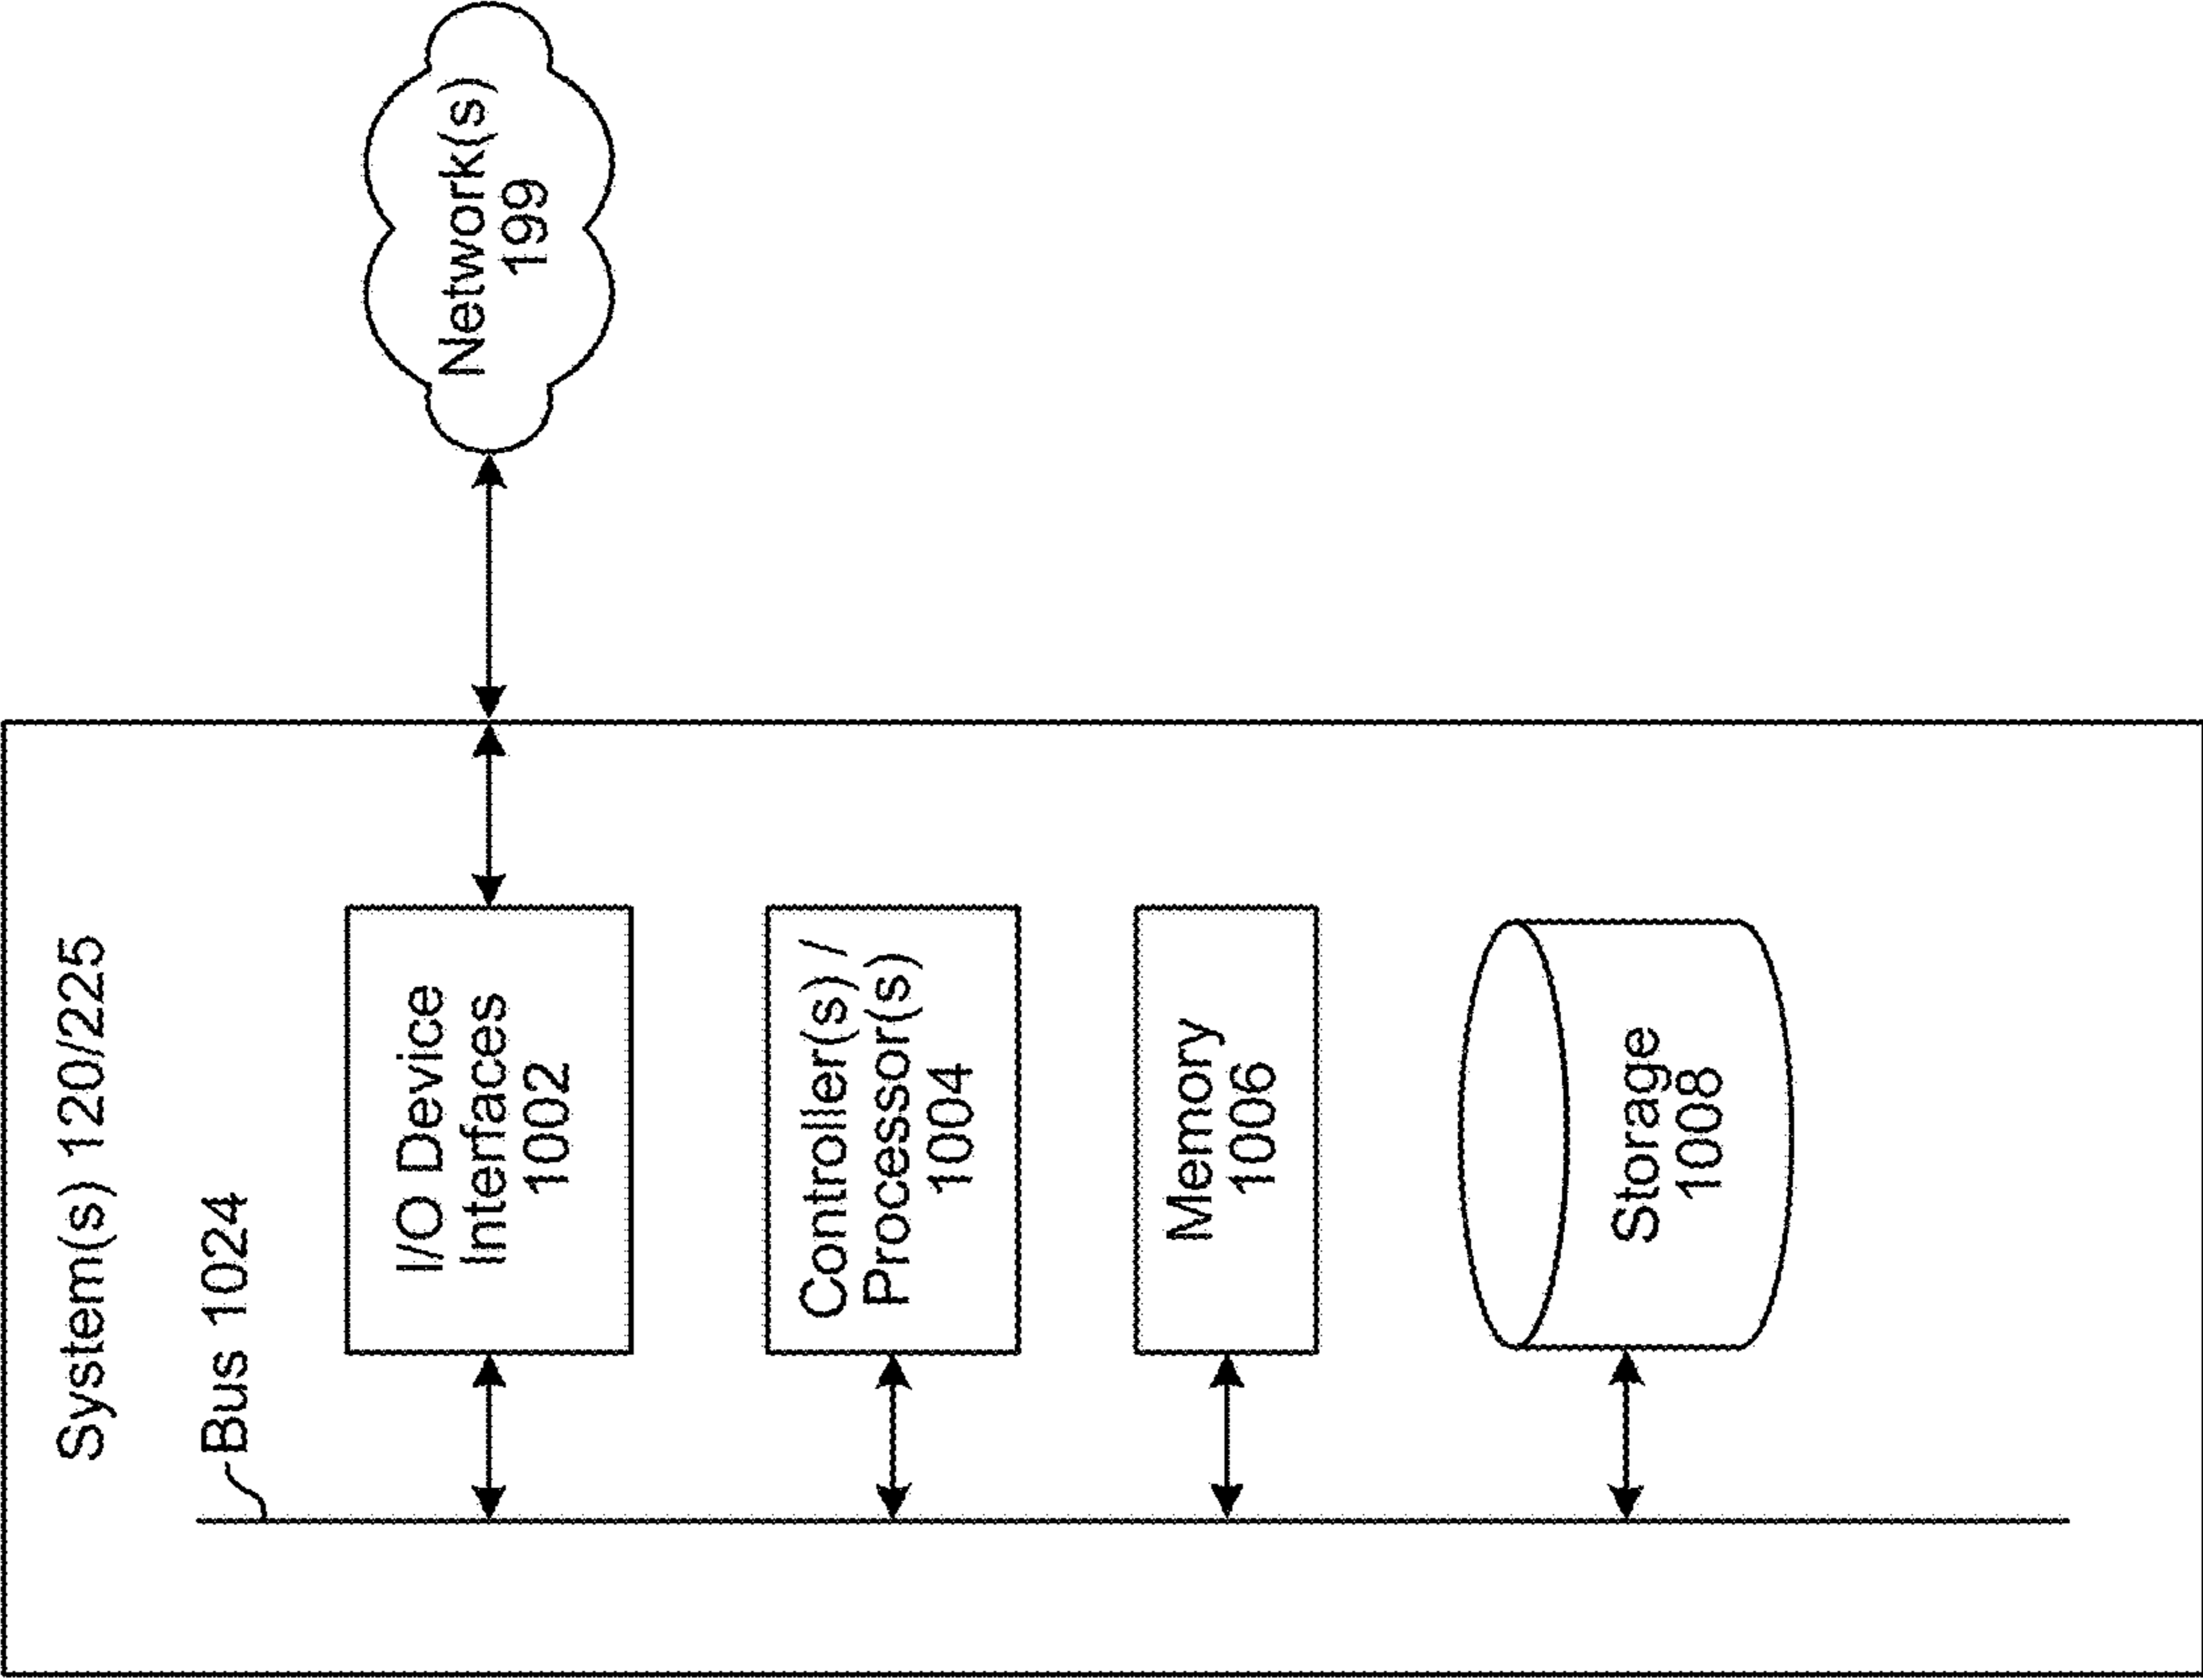 System(s) 120/225
Bus 1024
I/O Device
Interfaces
1002
Network(s)
199
Controller(s) /
Processor(s)
1004
Memory
1006
Storage
1008